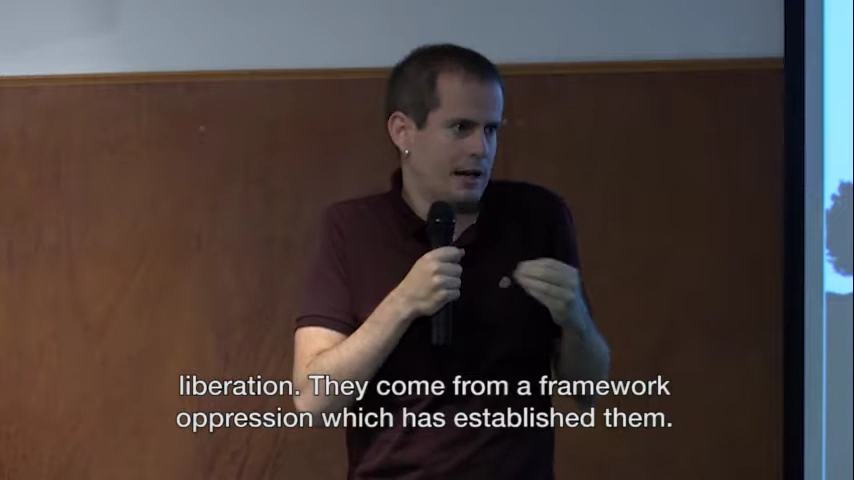 liberation. They come from a framework
oppression which has established them.